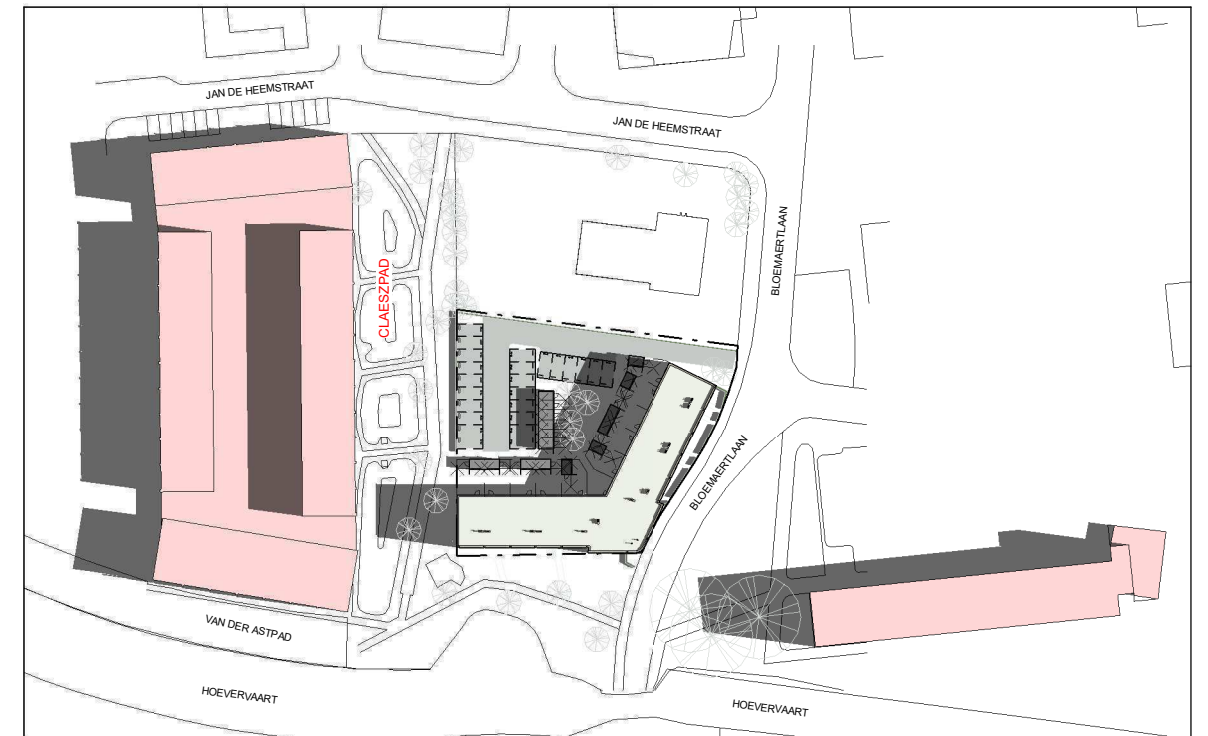 JAN DE HEEMSTRAAT
JAN DE HEEMSTRAAT
BLOEMAERTLAAN
CLAESZPAD
BLOEMAERTLAAN
VAN DER ASTPAD
HOEVERVAART
HOEVERVAART